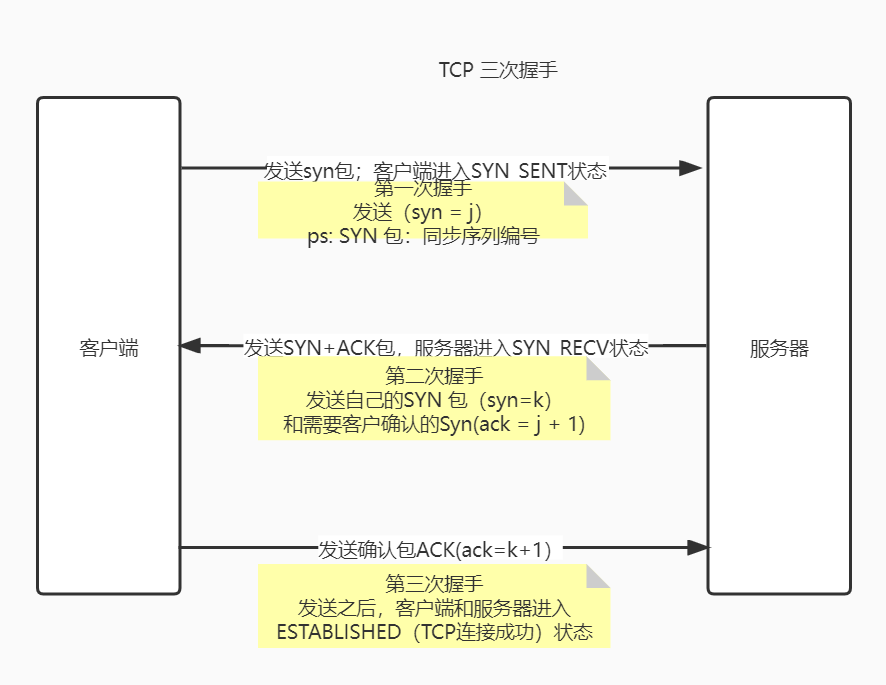 TCP 三次握手
发送syn包；客户端进入SYN_SENT状态
第一次握手
发送（syn = j）
ps: SYN 包：同步序列编号
客户端
服务器
发送SYN+ACK包，服务器进入SYN_RECV状态
第二次握手
发送自己的SYN 包（syn=k）
和需要客户确认的Syn(ack = j + 1)
发送确认包ACK(ack=k+1)
第三次握手
发送之后，客户端和服务器进入
ESTABLISHED（TCP连接成功）状态